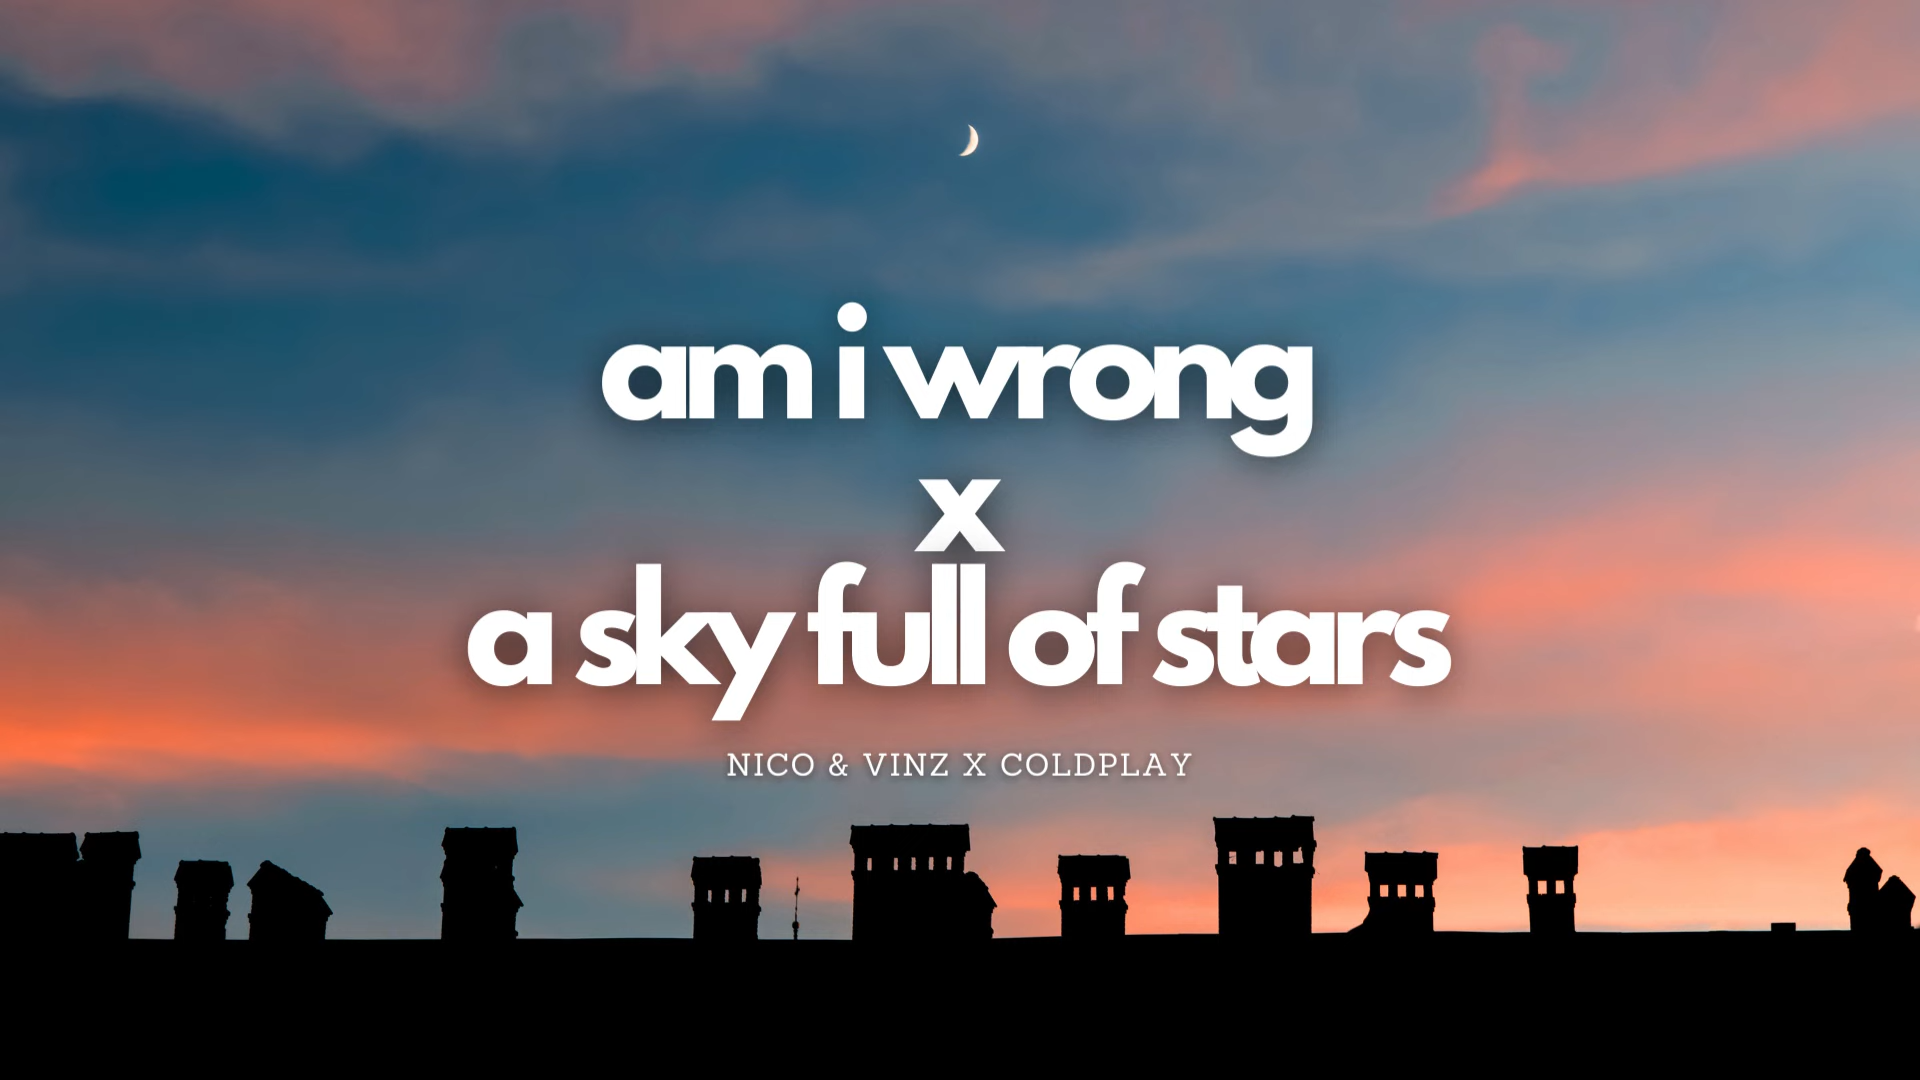 am i wrong
x
a sky full of stars
NICO & VINZ X COLDPLAY